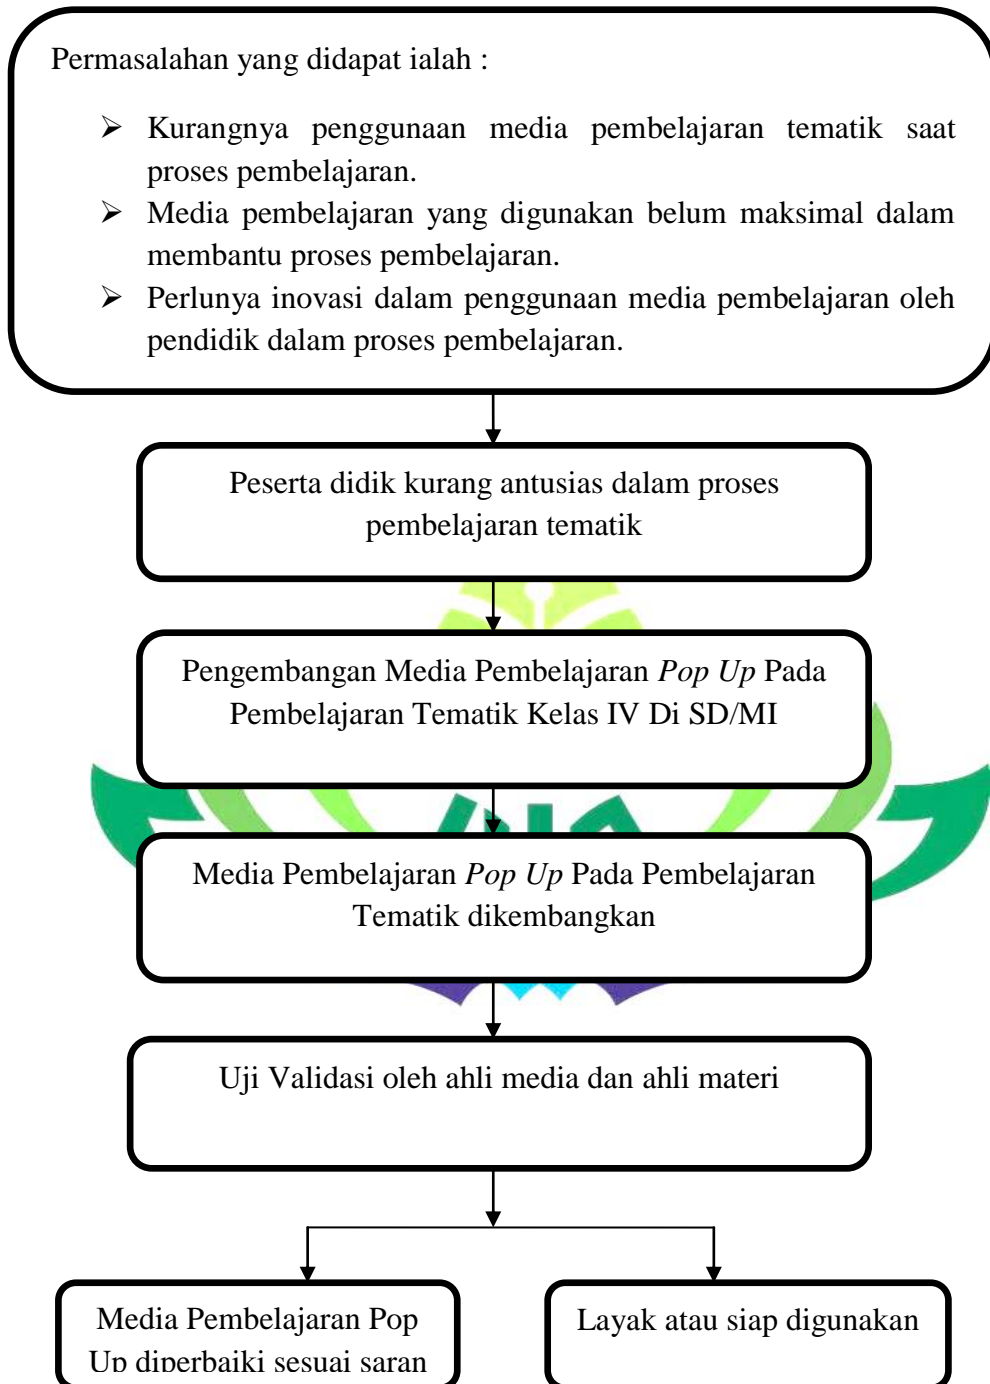 Permasalahan yang didapat ialah :
➢ Kurangnya penggunaan media pembelajaran tematik saat
proses pembelajaran.
➢ Media pembelajaran yang digunakan belum maksimal dalam
membantu proses pembelajaran.
➢ Perlunya inovasi dalam penggunaan media pembelajaran oleh
pendidik dalam proses pembelajaran.
Peserta didik kurang antusias dalam proses
pembelajaran tematik
Pengembangan Media Pembelajaran Pop Up Pada
Pembelajaran Tematik Kelas IV Di SD/MI
Media Pembelajaran Pop Up Pada Pembelajaran
Tematik dikembangkan
Uji Validasi oleh ahli media dan ahli materi
Media Pembelajaran Pop
Up diperbaiki sesuai saran
Layak atau siap digunakan